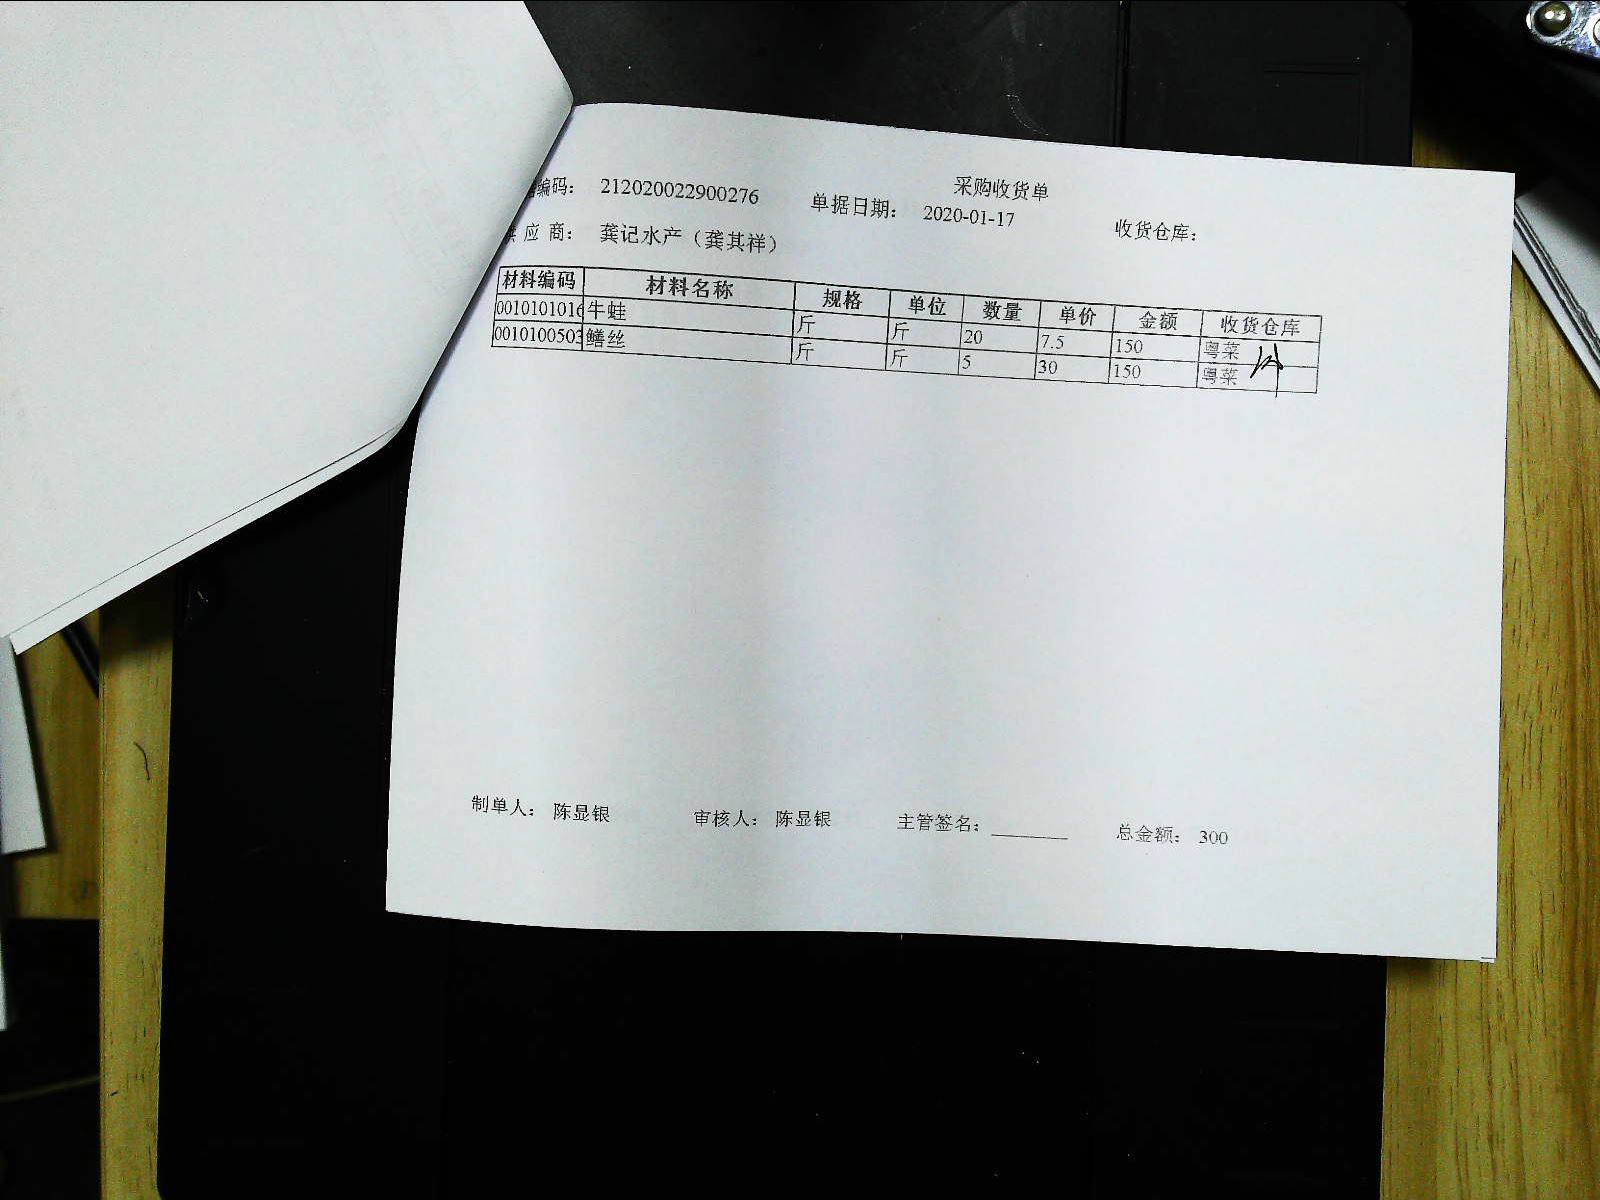 采购收货单
编码： 212020022900276 单据日期： 2020-01-17 收货仓库：
应 商： 龚记水产（龚其祥）
材料编码 材料名称 规格 单位 数量 单价 金额 收货仓库
0010101016 牛蛙 斤 斤 20 7.5 150 粤菜
0010100503 鳝丝 斤 斤 5 30 150 粤菜
制单人： 陈显银 审核人： 陈显银 主管签名：________ 总金额： 300